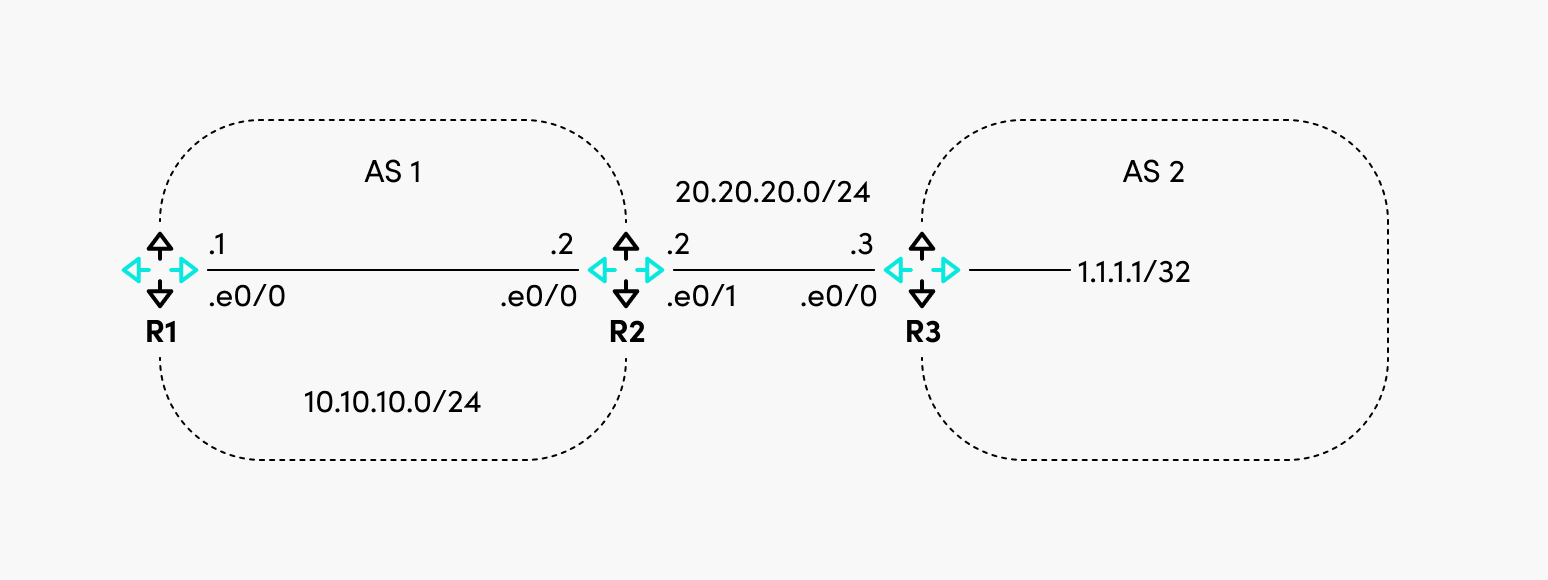 AS 1
AS 2
20.20.20.0/24
.1
.2
.2
.3
1.1.1.1/32
.e0/0
.e0/0
.e0/1
.e0/0
R1
R2
R3
10.10.10.0/24